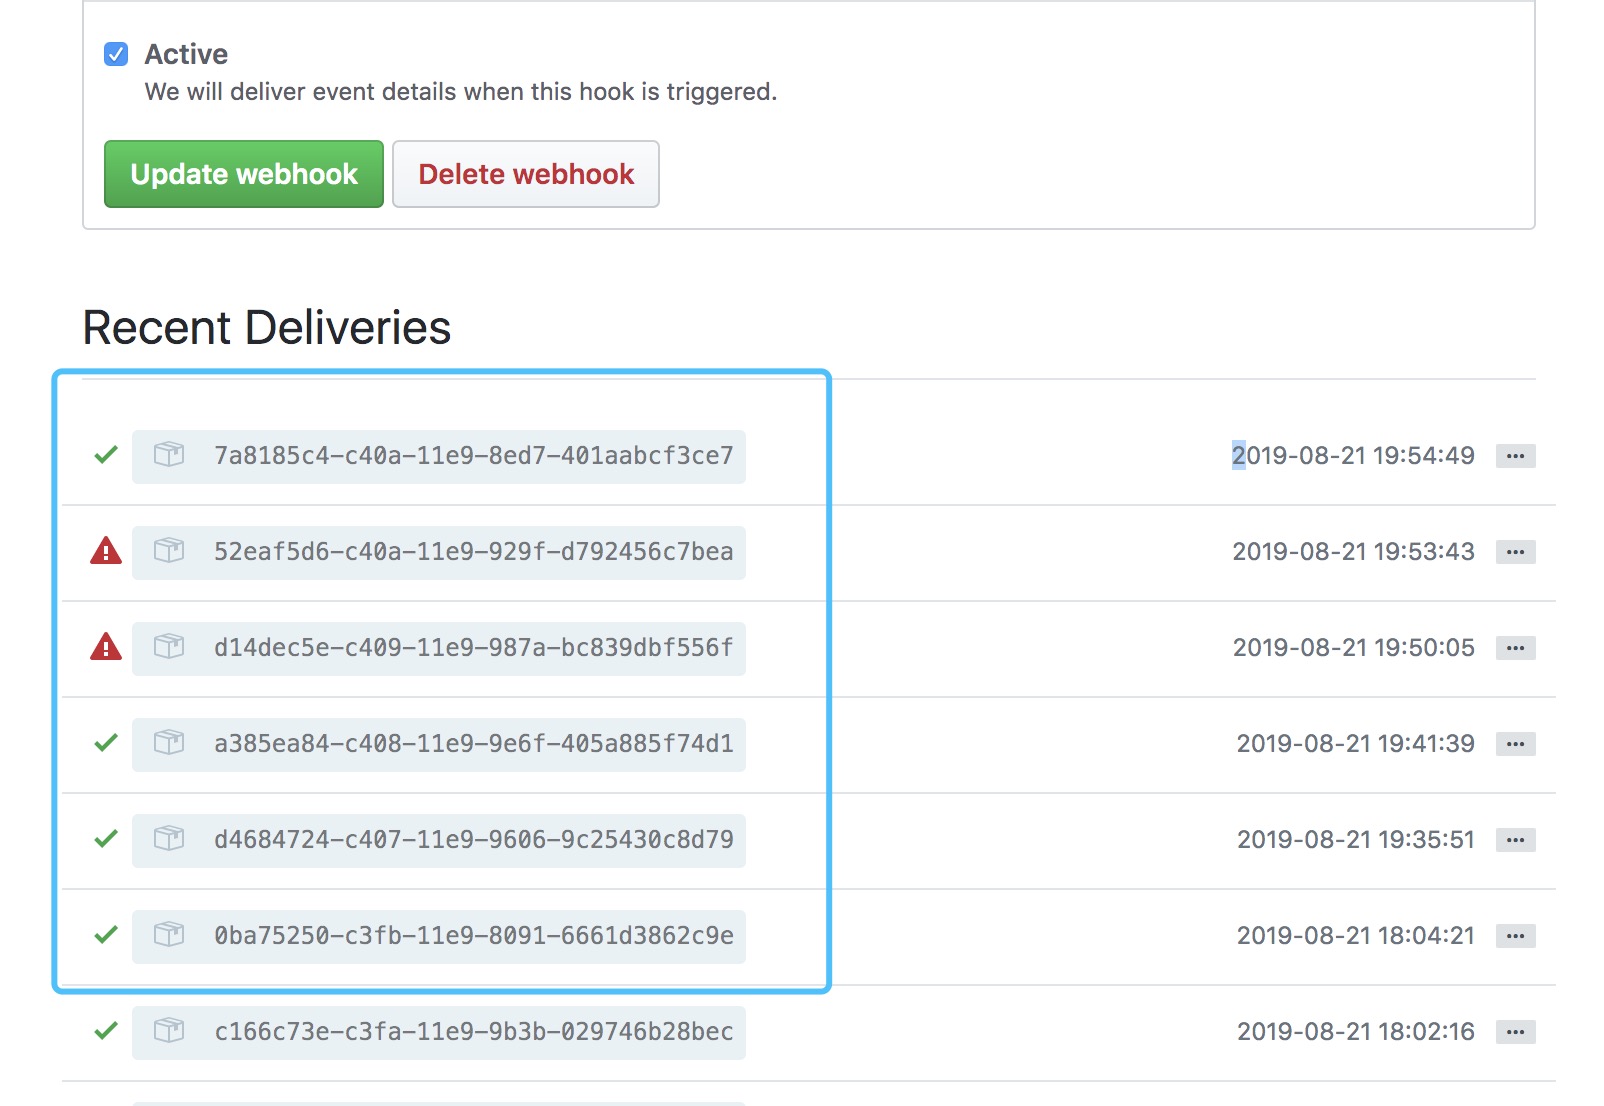 Active
We will deliver event details when this hook is triggered.
Update webhook Delete webhook
Recent Deliveries
7a8185c4-c40a-11e9-8ed7-401aabcf3ce7 2019-08-21 19:54:49 ...
52eaf5d6-c40a-11e9-929f-d792456c7bea 2019-08-21 19:53:43 ...
d14dec5e-c409-11e9-987a-bc839dbf556f 2019-08-21 19:50:05 ...
a385ea84-c408-11e9-9e6f-405a885f74d1 2019-08-21 19:41:39 ...
d4684724-c407-11e9-9606-9c25430c8d79 2019-08-21 19:35:51 ...
0ba75250-c3fb-11e9-8091-6661d3862c9e 2019-08-21 18:04:21 ...
c166c73e-c3fa-11e9-9b3b-029746b28bec 2019-08-21 18:02:16 ...